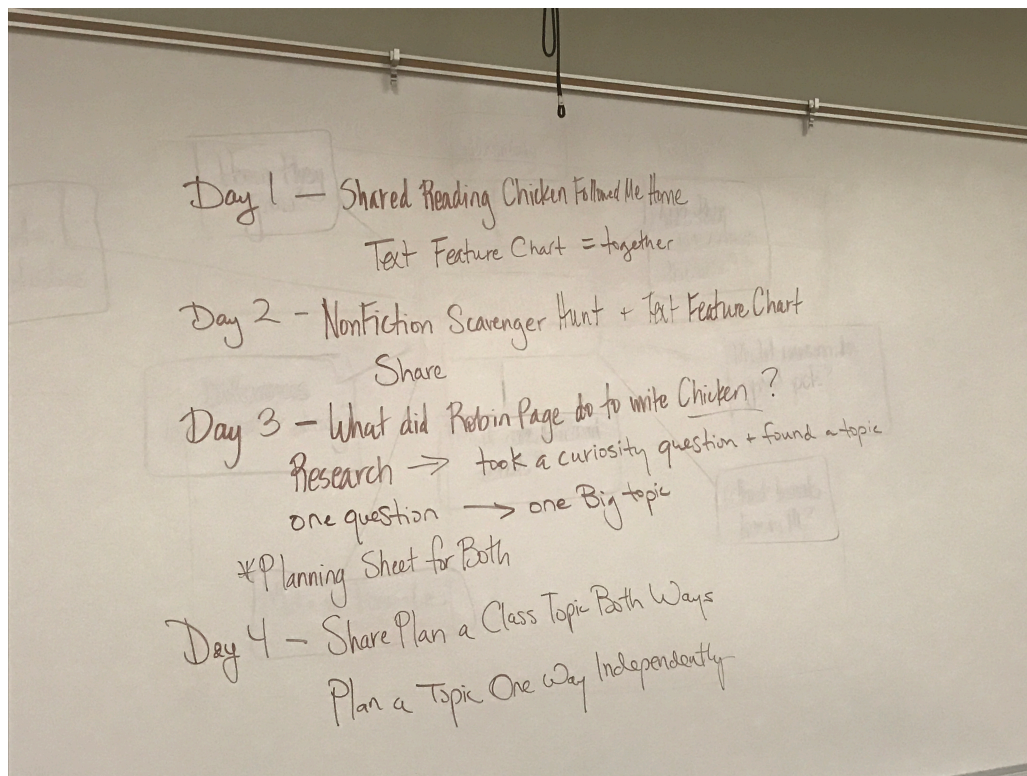 Day 1 — Shared Reading Chicken Followed Me Home
Text Feature Chart = together
Day 2 - NonFiction Scavenger Hunt + Text Feature Chart
Share
Day 3 - What did Robin Page do to write Chicken?
Research → took a curiosity question + found a topic
one question → one Big topic
*Planning Sheet for Both
Day 4 - Share Plan a Class Topic Both Ways
Plan a Topic One Way Independently